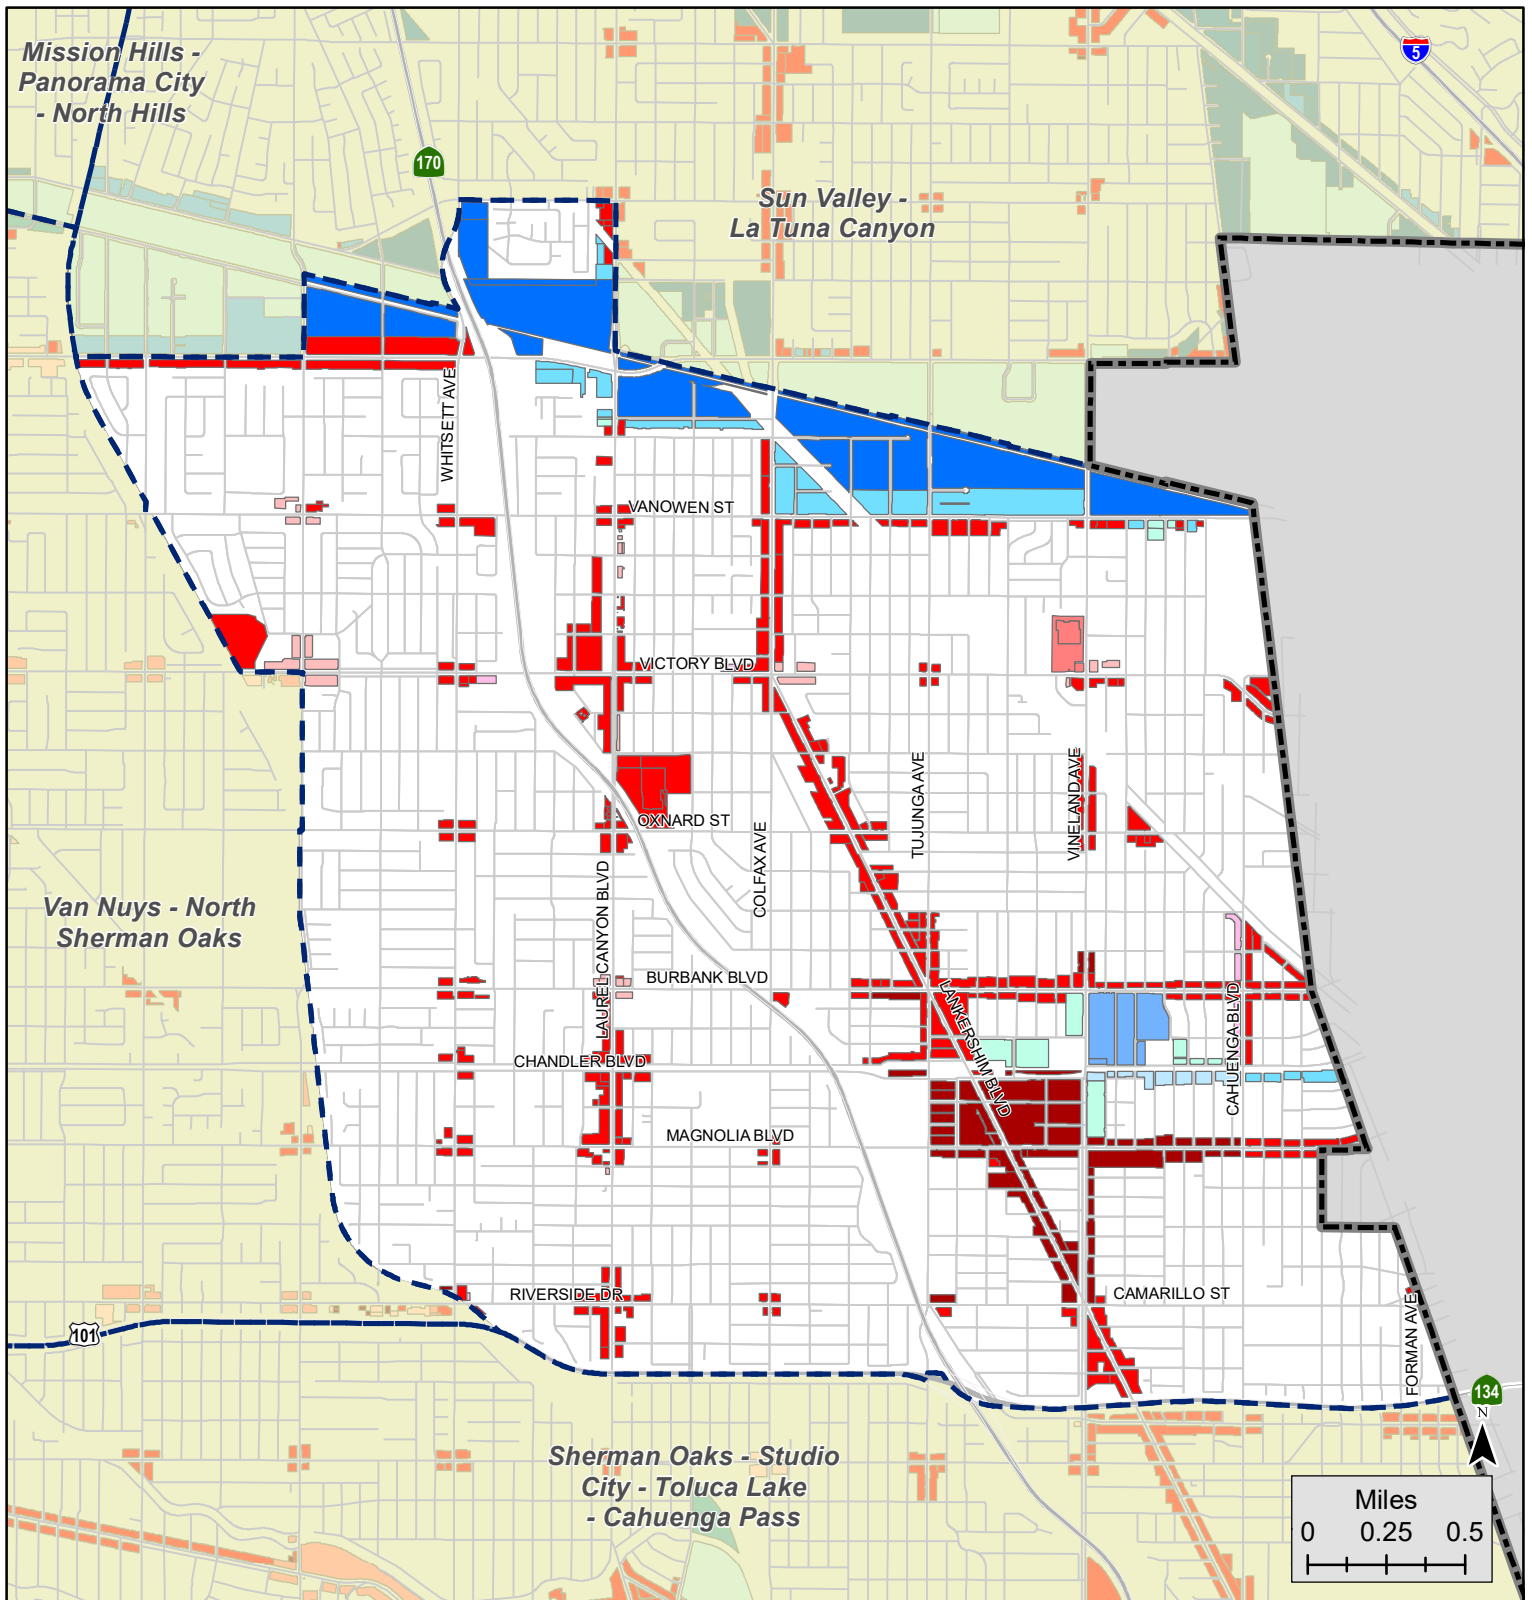 Mission Hills -
Panorama City
- North Hills
5
170
Sun Valley -
La Tuna Canyon
WHITSETT AVE
VANOWEN ST
VICTORY BLVD
OXNARD ST
TUJUNGA AVE
VINELAND AVE
COLFAX AVE
LAUREL CANYON BLVD
Van Nuys - North
Sherman Oaks
BURBANK BLVD
LANKERSHIM BLVD
CAHUENGA BLVD
CHANDLER BLVD
MAGNOLIA BLVD
RIVERSIDE DR
CAMARILLO ST
FORMAN AVE
101
134
N
Sherman Oaks - Studio
City - Toluca Lake
- Cahuenga Pass
Miles
0 0.25 0.5